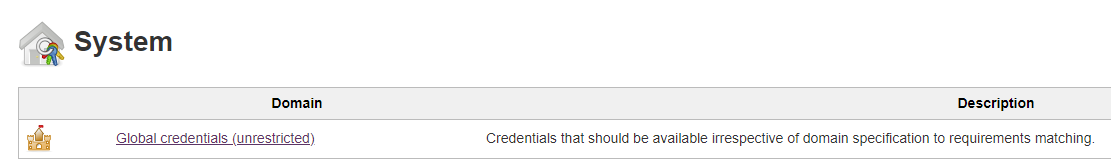 System
Domain Description
Global credentials (unrestricted) Credentials that should be available irrespective of domain specification to requirements matching.